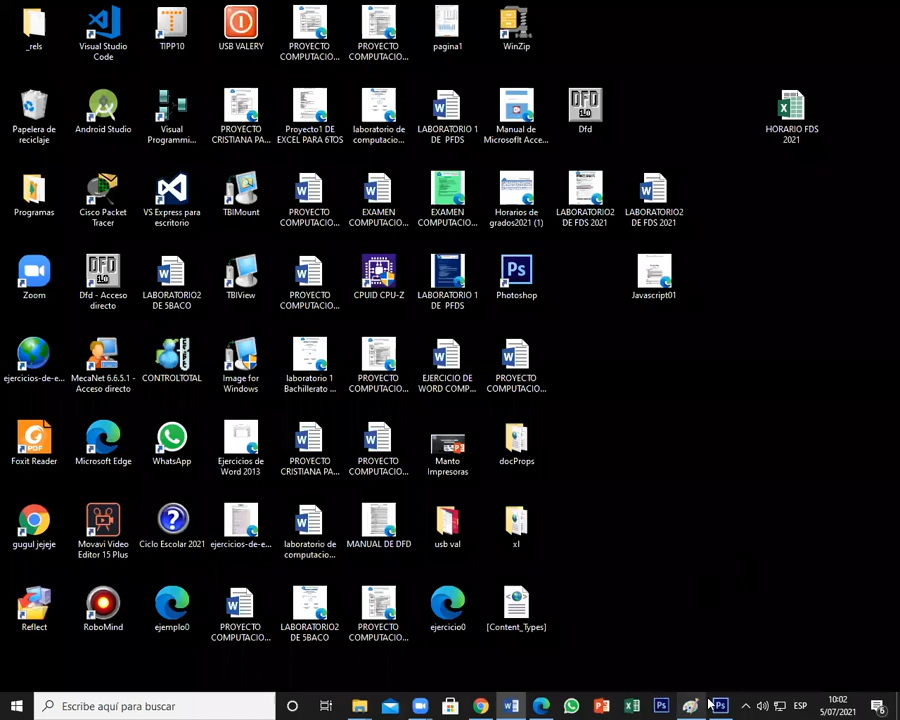 _rels
Visual Studio
Code
TIPP10
USB VALERY
PROYECTO
COMPUTACIO...
PROYECTO
COMPUTACIO...
pagina1
WinZip
Papelera de
reciclaje
Android Studio
Visual
Programmi...
PROYECTO
CRISTIANA PA...
Proyecto1 DE
EXCEL PARA 6TOS
laboratorio de
computacio...
LABORATORIO 1
DE PFDS
Manual de
Microsoflt Acce...
Dfd
HORARIO FDS
2021
Programas
Cisco Packet
Tracer
VS Express para
escritorio
TBIMount
PROYECTO
COMPUTACIO...
EXAMEN
COMPUTACIO...
EXAMEN
COMPUTACIO...
Horarios de
grados2021 (1)
LABORATORIO2
DE FDS 2021
LABORATORIO2
DE FDS 2021
Zoom
Dfd - Acceso
directo
LABORATORIO2
DE 5BACO
TBIView
PROYECTO
COMPUTACIO...
CPUID CPU-Z
LABORATORIO 1
DE PFDS
Photoshop
Javascript01
ejercicios-de-e...
MecaNet 6.6.5.1 -
Acceso directo
CONTROLTOTAL
Image for
Windows
laboratorio 1
Bachillerato ...
PROYECTO
COMPUTACIO...
EJERCICIO DE
WORD COMP...
PROYECTO
COMPUTACIO...
Foxit Reader
Microsoft Edge
WhatsApp
Ejercicios de
Word 2013
PROYECTO
CRISTIANA PA...
PROYECTO
COMPUTACIO...
Manto
Impresoras
docProps
gugul jejeje
Movavi Video
Editor 15 Plus
Ciclo Escolar 2021
ejercicios-de-e...
laboratorio de
computacio...
MANUAL DE DFD
usb val
xl
Reflect
RoboMind
ejemplo0
PROYECTO
COMPUTACIO...
LABORATORIO2
DE 5BACO
PROYECTO
COMPUTACIO...
ejercicio0
[Content_Types]
Escribe aquí para buscar
ESP
10:02
5/07/2021
6